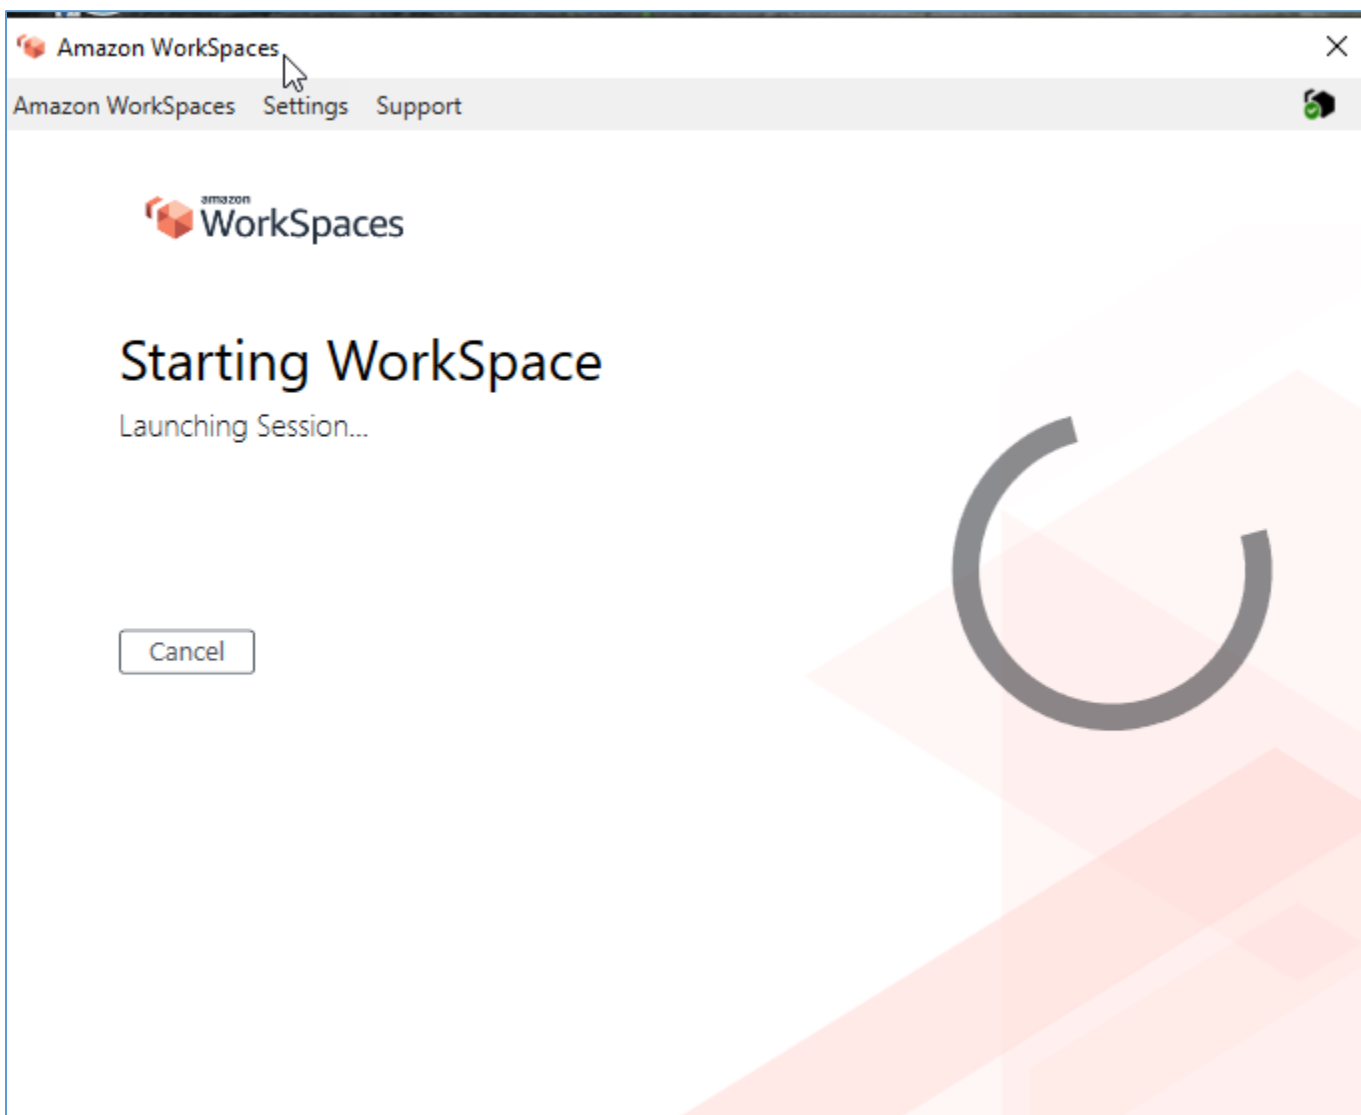 Amazon WorkSpaces
Amazon WorkSpaces Settings Support
amazon
WorkSpaces
Starting WorkSpace
Launching Session...
Cancel